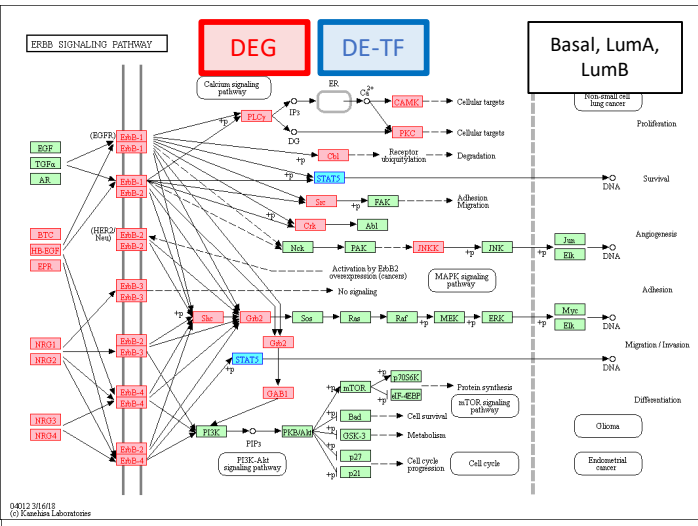 ERBB SIGNALING PATHWAY
DEG
DE-TF
Basal, LumA,
LumB
Calcium signaling
pathway
ER
Ca2+
IP3
DG
PLCγ
CAMK
Cellular targets
PKC
Cellular targets
Non-small cell
lung cancer
Proliferation
+p
(EGFR)
ErbB-1
ErbB-1
EGF
TGFα
AR
+p
Cbl
Receptor
ubiquitylation
Degradation
ErbB-1
ErbB-2
+p
STAT5
DNA
Survival
+p
Src
+p
FAK
Adhesion
Migration
+p
Crk
Abl
BTC
HB-EGF
EPR
(HER2/
Neu)
ErbB-2
ErbB-2
Nck
PAK
JNKK
+p
JNK
+p
Jun
Elk
DNA
Angiogenesis
Activation by ErbB2
overexpression (cancers)
MAPK signaling
pathway
ErbB-3
ErbB-3
No signaling
Adhesion
+p
Shc
Grb2
Sos
Ras
Raf
+p
MEK
+p
ERK
+p
Myc
Elk
DNA
NRG1
NRG2
ErbB-2
ErbB-3
Grb2
STAT5
+p
DNA
Migration / Invasion
ErbB-4
ErbB-4
GAB1
+p
mTOR
+p
+p
p70S6K
eIF-4EBP
Protein synthesis
mTOR signaling
pathway
Differentiation
NRG3
NRG4
ErbB-2
ErbB-4
PI3K
PIP3
PKB/Akt
+p
Bad
Cell survival
+p
GSK-3
Metabolism
+p
p27
+p
p21
Cell cycle
progression
Cell cycle
Glioma
Endometrial
cancer
PI3K-Akt
signaling pathway
04012 3/16/18
(c) Kanehisa Laboratories